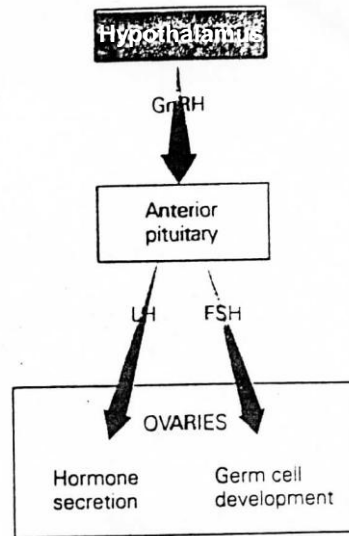 Hypothalamus
GnRH
Anterior
pituitary
LH FSH
OVARIES
Hormone Germ cell
secretion development